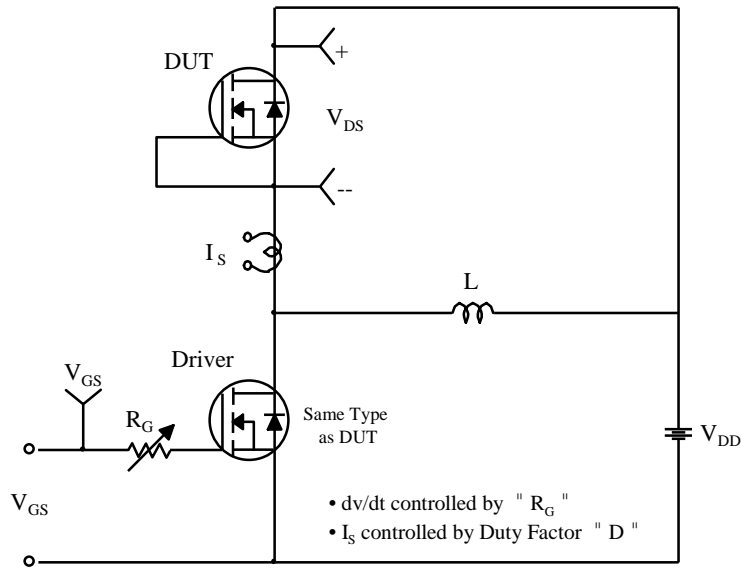 DUT
+
V_DS
--
I_S
L
Driver
V_GS
R_G
Same Type
as DUT
V_DD
V_GS
• dv/dt controlled by " R_G "
• I_S controlled by Duty Factor " D "